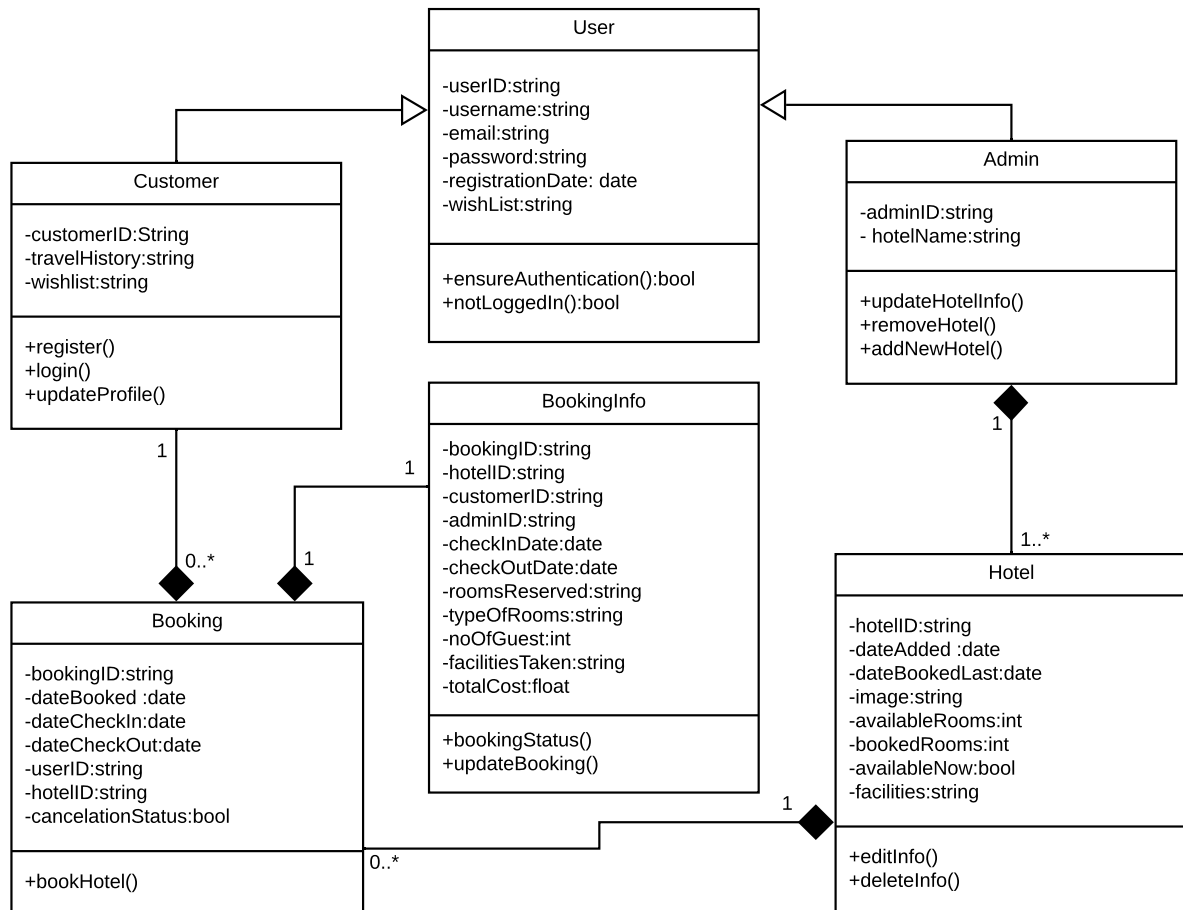 User
-userID:string
-username:string
-email:string
-password:string
-registrationDate: date
-wishList:string
+ensureAuthentication():bool
+notLoggedIn():bool
Customer
-customerID:String
-travelHistory:string
-wishlist:string
+register()
+login()
+updateProfile()
Admin
-adminID:string
- hotelName:string
+updateHotelInfo()
+removeHotel()
+addNewHotel()
1
0..*
1
1
1
1..*
BookingInfo
-bookingID:string
-hotelID:string
-customerID:string
-adminID:string
-checkInDate:date
-checkOutDate:date
-roomsReserved:string
-typeOfRooms:string
-noOfGuest:int
-facilitiesTaken:string
-totalCost:float
+bookingStatus()
+updateBooking()
Booking
-bookingID:string
-dateBooked :date
-dateCheckIn:date
-dateCheckOut:date
-userID:string
-hotelID:string
-cancelationStatus:bool
+bookHotel()
0..*
1
Hotel
-hotelID:string
-dateAdded :date
-dateBookedLast:date
-image:string
-availableRooms:int
-bookedRooms:int
-availableNow:bool
-facilities:string
+editInfo()
+deleteInfo()